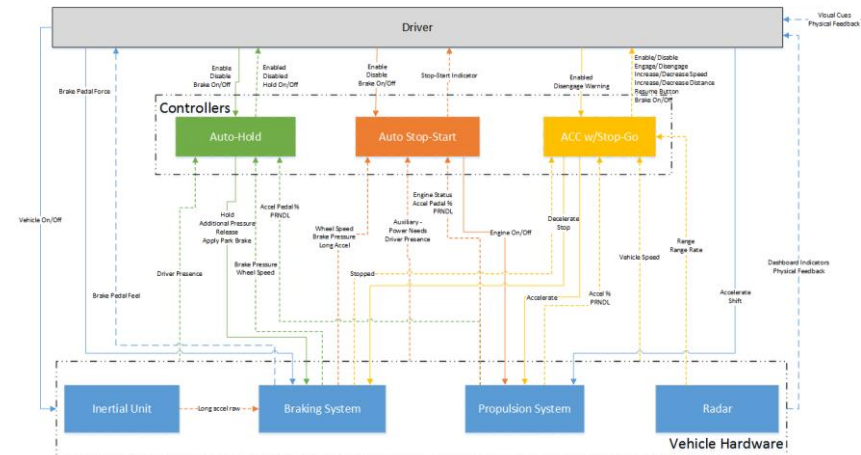 Driver
Visual Cues
Physical Feedback
Enable
Disable
Brake On/Off
Enabled
Disabled
Hold On/Off
Enable
Disable
Brake On/Off
Stop-Start Indicator
Enabled
Disengage Warning
Enable/Disable
Engage/Disengage
Increase/Decrease Speed
Increase/Decrease Distance
Resume Button
Brake On/Off
Brake Pedal Force
Controllers
Auto-Hold
Auto Stop-Start
ACC w/Stop-Go
Vehicle On/Off
Hold
Additional Pressure
Release
Apply Park Brake
Accel Pedal %
PRNDL
Wheel Speed
Brake Pressure
Long Accel
Engine Status
Accel Pedal %
PRNDL
Auxiliary -
Power Needs
Driver Presence
Engine On/Off
Decelerate
Stop
Range
Range Rate
Driver Presence
Brake Pressure
Wheel Speed
Stopped
Vehicle Speed
Dashboard Indicators
Physical Feedback
Brake Pedal Feel
Accelerate
Accel %
PRNDL
Accelerate
Shift
Inertial Unit
Long accel raw
Braking System
Propulsion System
Radar
Vehicle Hardware